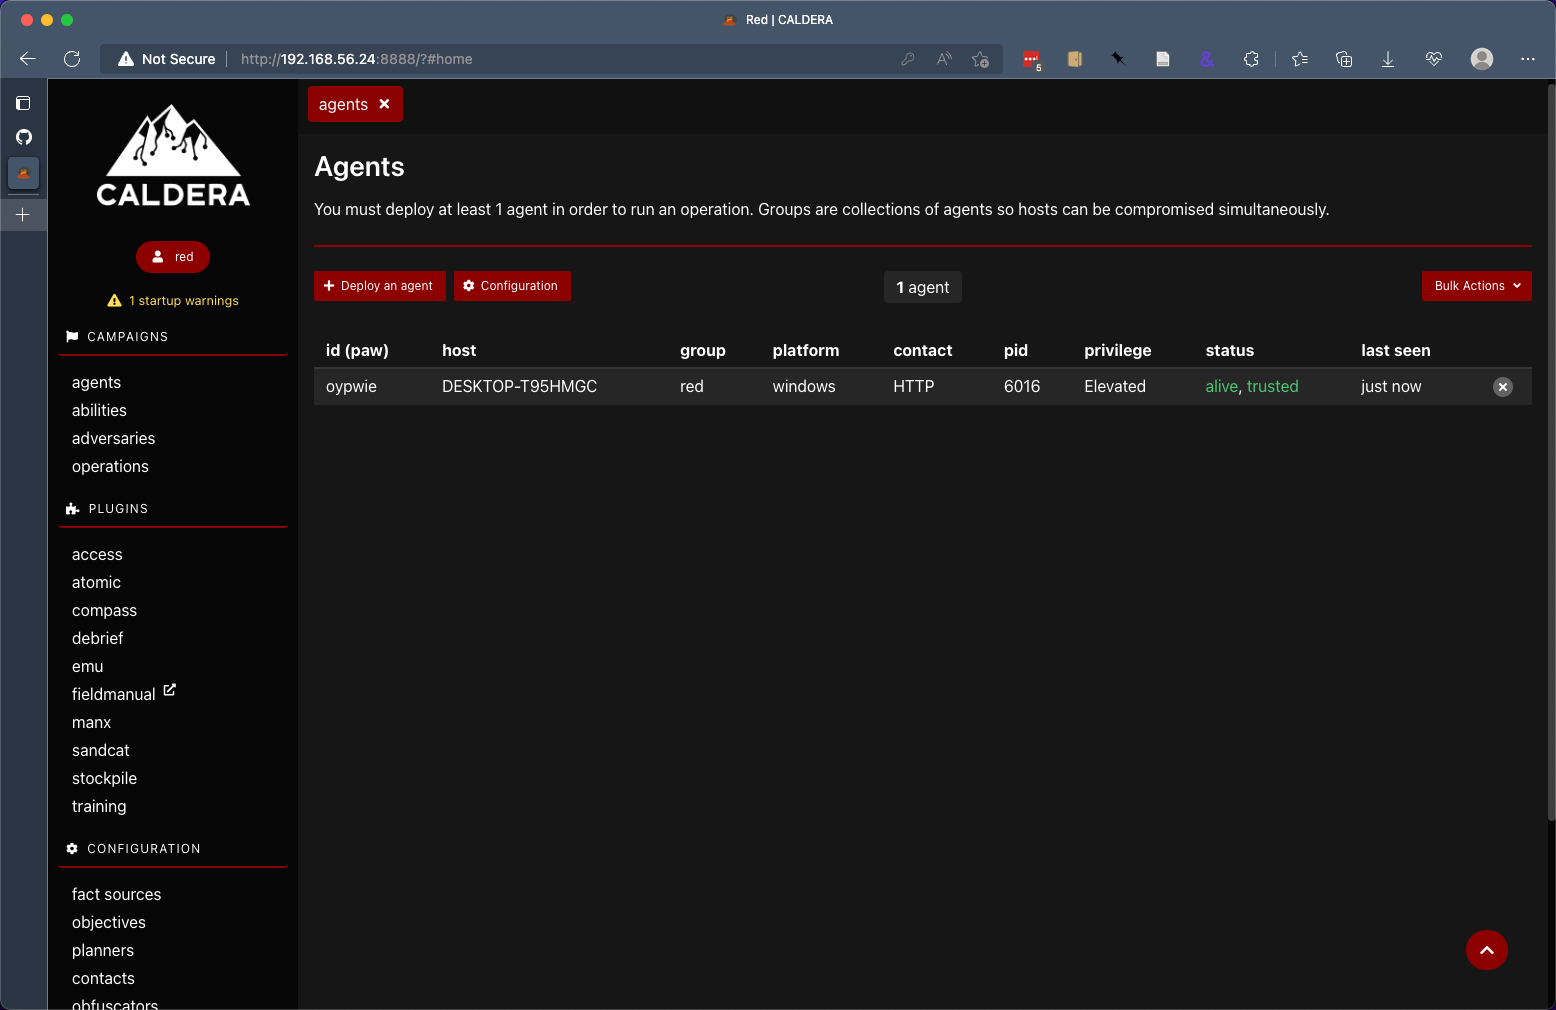 Red | CALDERA
Not Secure
http://192.168.56.24:8888/?#home
5
CALDERA
red
1 startup warnings
CAMPAIGNS
agents
abilities
adversaries
operations
PLUGINS
access
atomic
compass
debrief
emu
fieldmanual
manx
sandcat
stockpile
training
CONFIGURATION
fact sources
objectives
planners
contacts
obfuscators
agents
Agents
You must deploy at least 1 agent in order to run an operation. Groups are collections of agents so hosts can be compromised simultaneously.
Deploy an agent Configuration 1 agent Bulk Actions
id (paw) host group platform contact pid privilege status last seen
oypwie DESKTOP-T95HMGC red windows HTTP 6016 Elevated alive, trusted just now